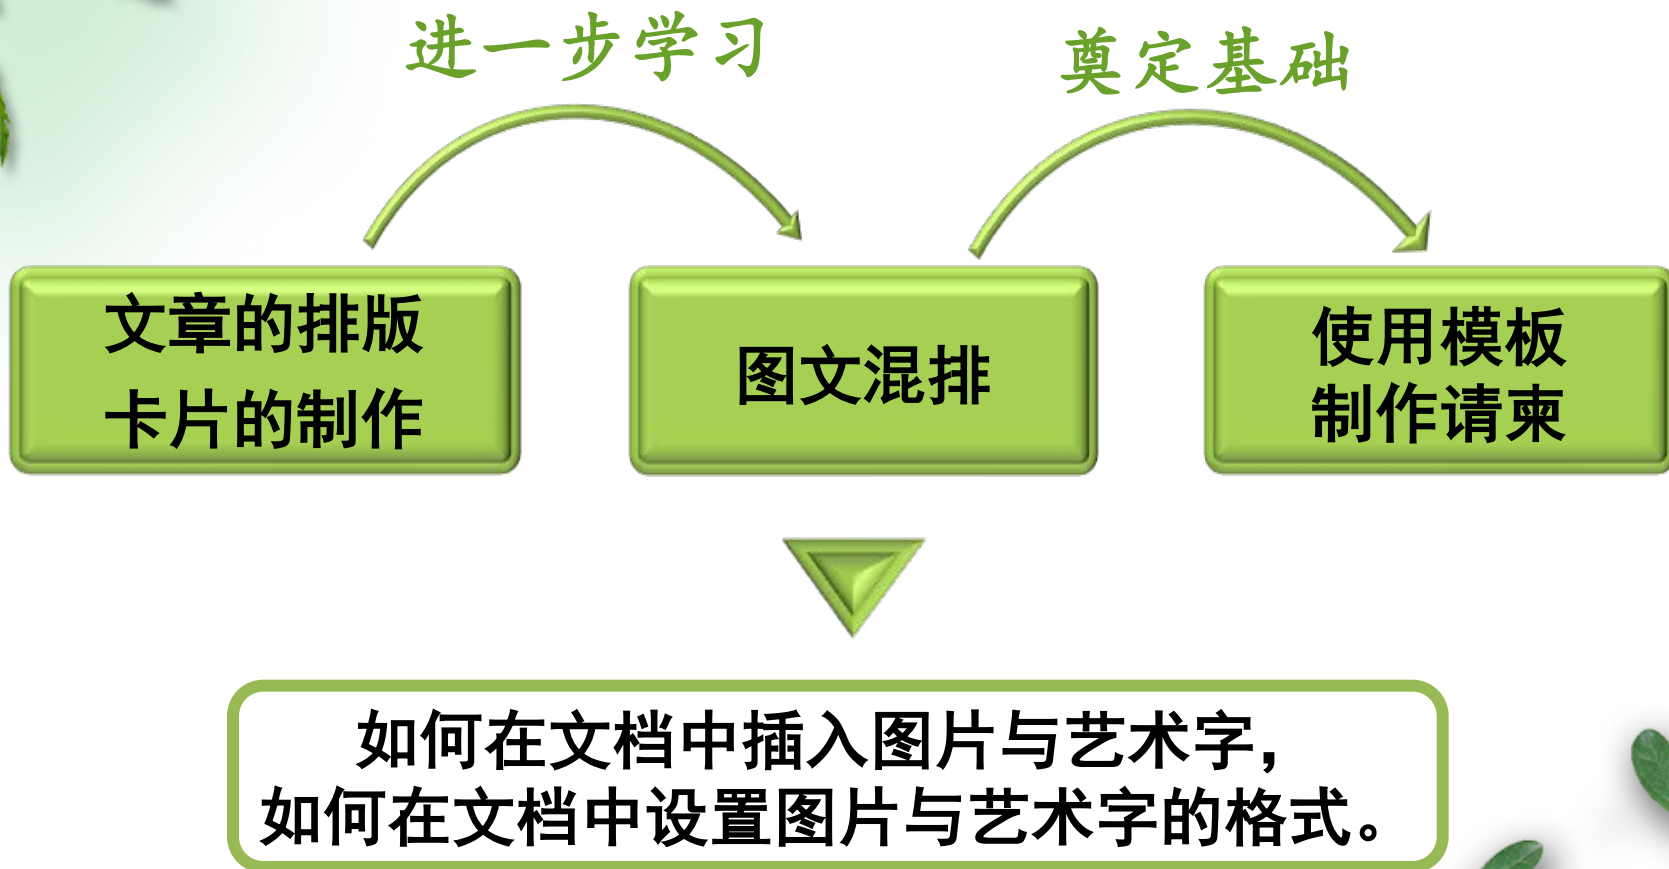 进一步学习
奠定基础
文章的排版
卡片的制作
图文混排
使用模板
制作请柬
如何在文档中插入图片与艺术字，
如何在文档中设置图片与艺术字的格式。